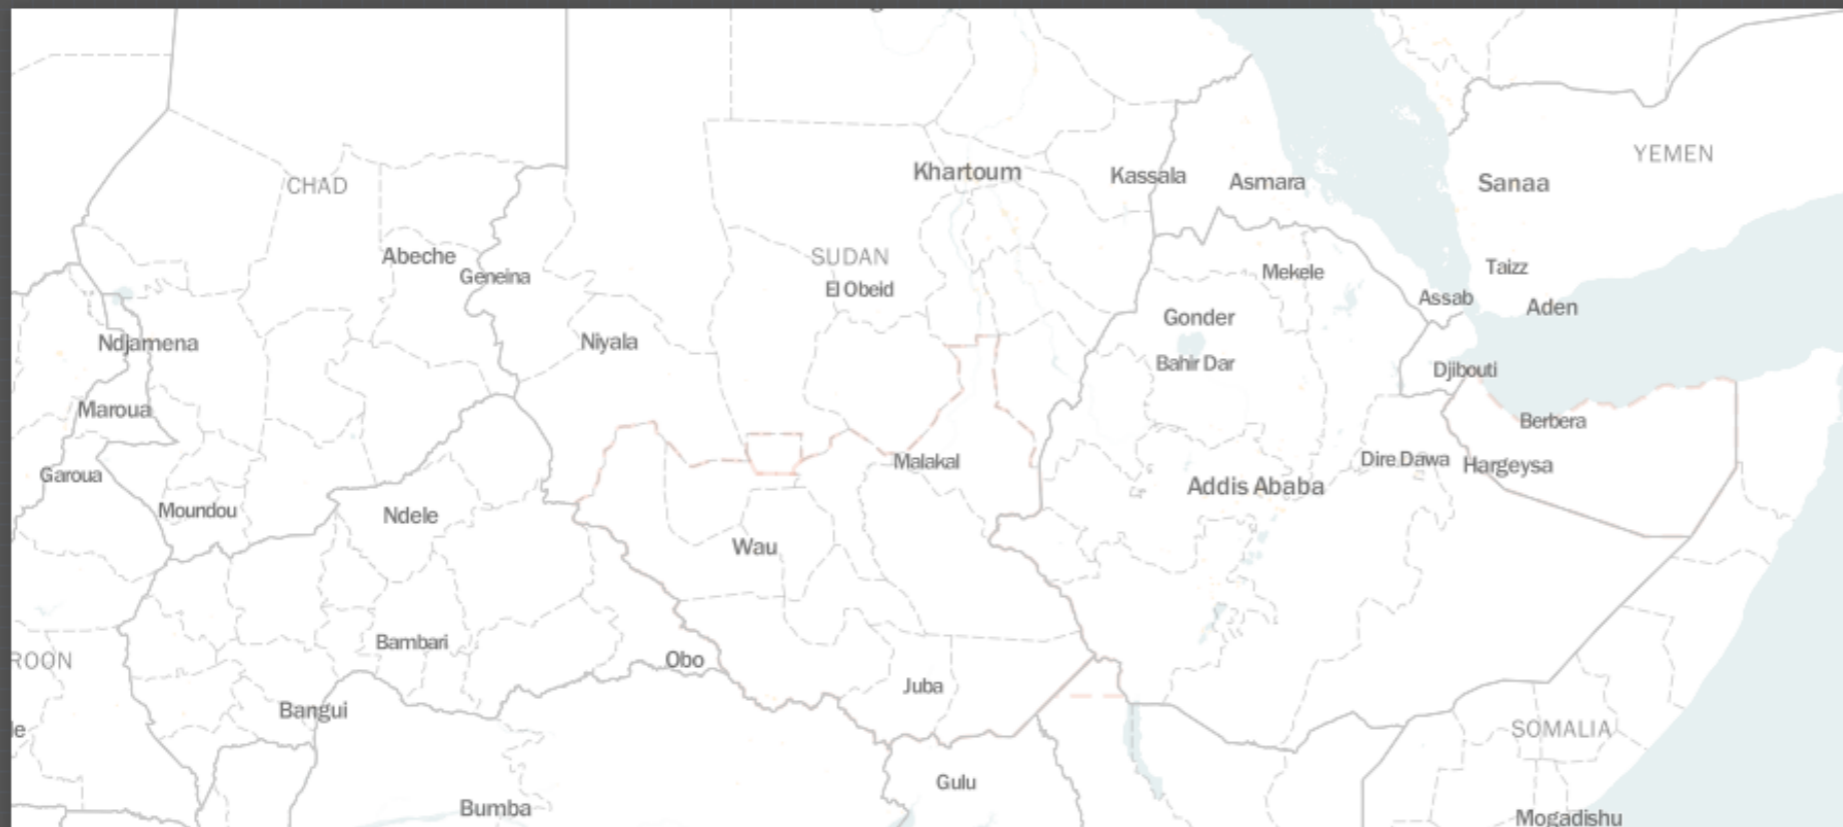 YEMEN
Khartoum
Kassala
Asmara
Sanaa
CHAD
Abeche
SUDAN
Geneina
Mekele
Taizz
El Obeid
Assab
Aden
Gonder
Ndjamena
Niyala
Bahir Dar
Djibouti
Maroua
Berbera
Malakal
Dire Dawa
Hargeysa
Garoua
Addis Ababa
Moundou
Ndele
Wau
Bambari
ROON
Obo
Juba
Bangui
le
SOMALIA
Gulu
Bumba
Mogadishu